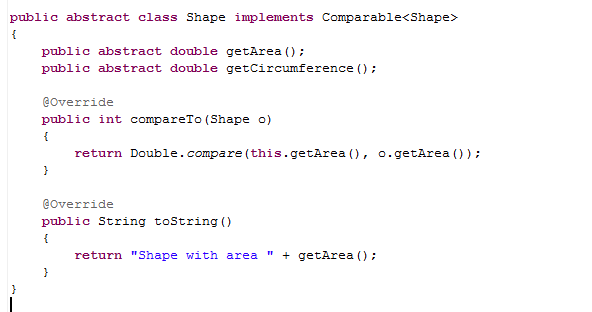 public abstract class Shape implements Comparable<Shape>
{
    public abstract double getArea();
    public abstract double getCircumference();

    @Override
    public int compareTo(Shape o)
    {
        return Double.compare(this.getArea(), o.getArea());
    }

    @Override
    public String toString()
    {
        return "Shape with area " + getArea();
    }
}